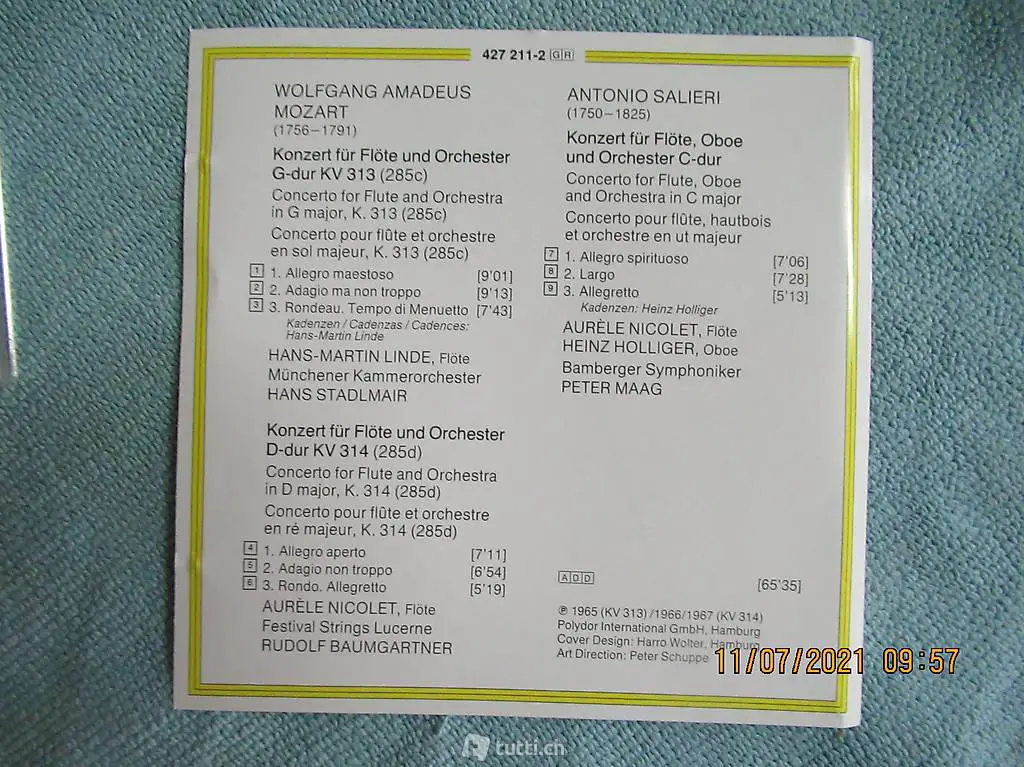 427 211-2 GR
WOLFGANG AMADEUS
MOZART
(1756–1791)
Konzert für Flöte und Orchester
G-dur KV 313 (285c)
Concerto for Flute and Orchestra
in G major, K. 313 (285c)
Concerto pour flûte et orchestre
en sol majeur, K. 313 (285c)
1 1. Allegro maestoso [9'01]
2 2. Adagio ma non troppo [9'13]
3 3. Rondeau. Tempo di Menuetto [7'43]
Kadenzen / Cadenzas / Cadences:
Hans-Martin Linde
HANS-MARTIN LINDE, Flöte
Münchener Kammerorchester
HANS STADLMAIR
Konzert für Flöte und Orchester
D-dur KV 314 (285d)
Concerto for Flute and Orchestra
in D major, K. 314 (285d)
Concerto pour flûte et orchestre
en ré majeur, K. 314 (285d)
4 1. Allegro aperto [7'11]
5 2. Adagio non troppo [6'54]
6 3. Rondo. Allegretto [5'19]
AURÈLE NICOLET, Flöte
Festival Strings Lucerne
RUDOLF BAUMGARTNER
ANTONIO SALIERI
(1750–1825)
Konzert für Flöte, Oboe
und Orchester C-dur
Concerto for Flute, Oboe
and Orchestra in C major
Concerto pour flûte, hautbois
et orchestre en ut majeur
7 1. Allegro spirituoso [7'06]
8 2. Largo [7'28]
9 3. Allegretto [5'13]
Kadenzen: Heinz Holliger
AURÈLE NICOLET, Flöte
HEINZ HOLLIGER, Oboe
Bamberger Symphoniker
PETER MAAG
ADD [65'35]
℗ 1965 (KV 313) /1966/1967 (KV 314)
Polydor International GmbH, Hamburg
Cover Design: Harro Wolter, Hamburg
Art Direction: Peter Schuppe
11/07/2021 09:57
tutti.ch